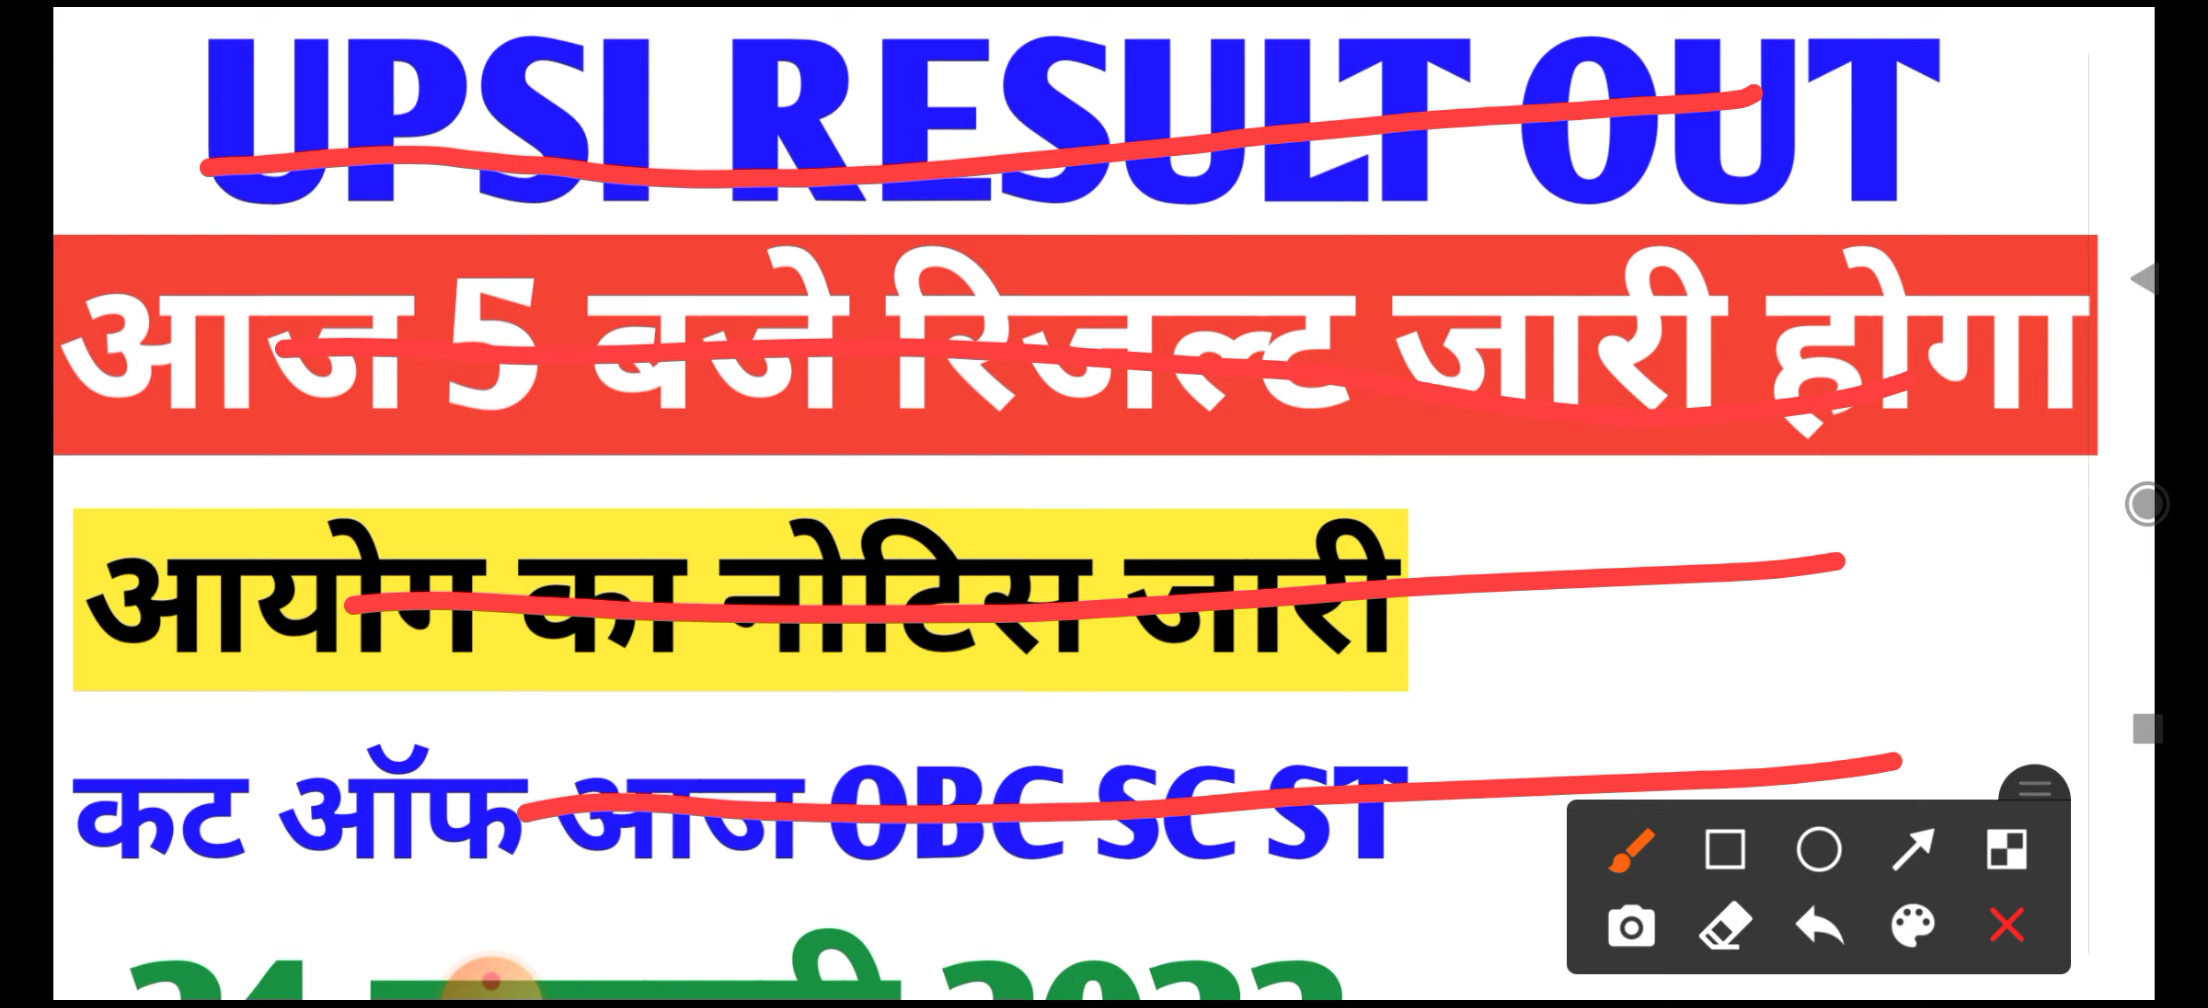 UPSI RESULT OUT
आज 5 बजे रिजल्ट जारी होगा
आयोग का नोटिस जारी
कट ऑफ आज OBC SC ST